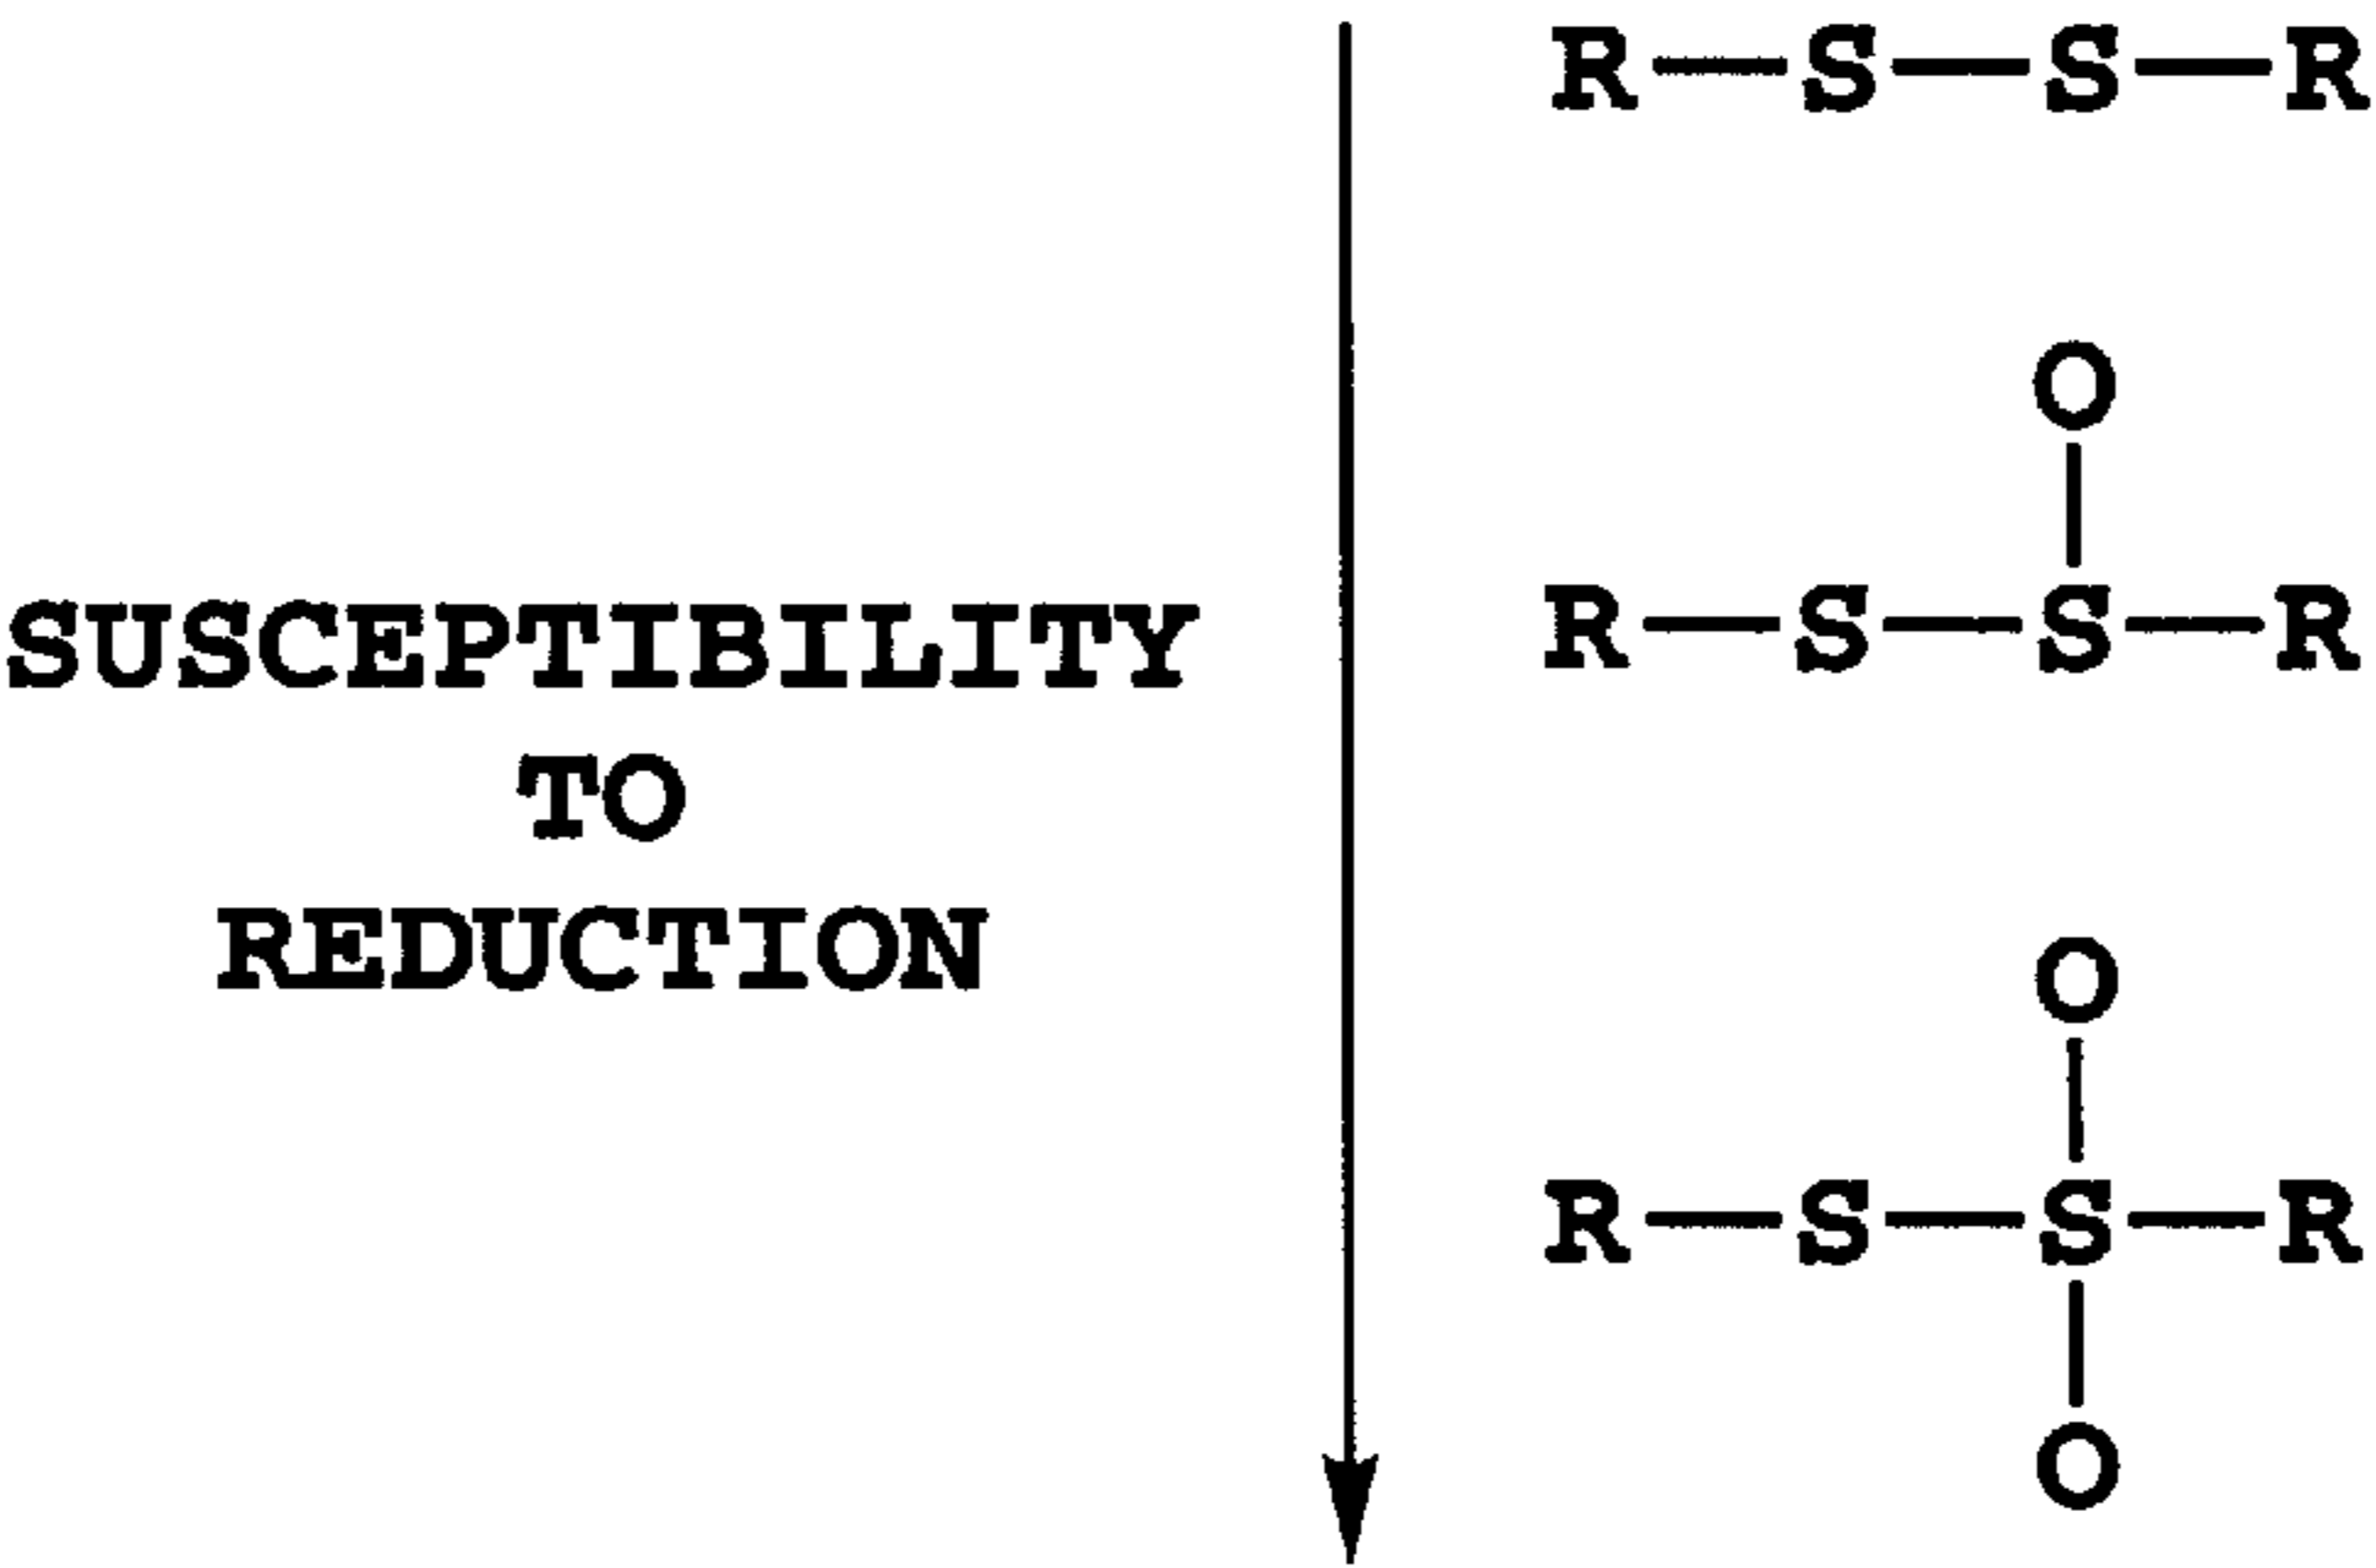 R—S—S—R
O
|
R—S—S—R
SUSCEPTIBILITY
TO
REDUCTION
O
|
R—S—S—R
|
O